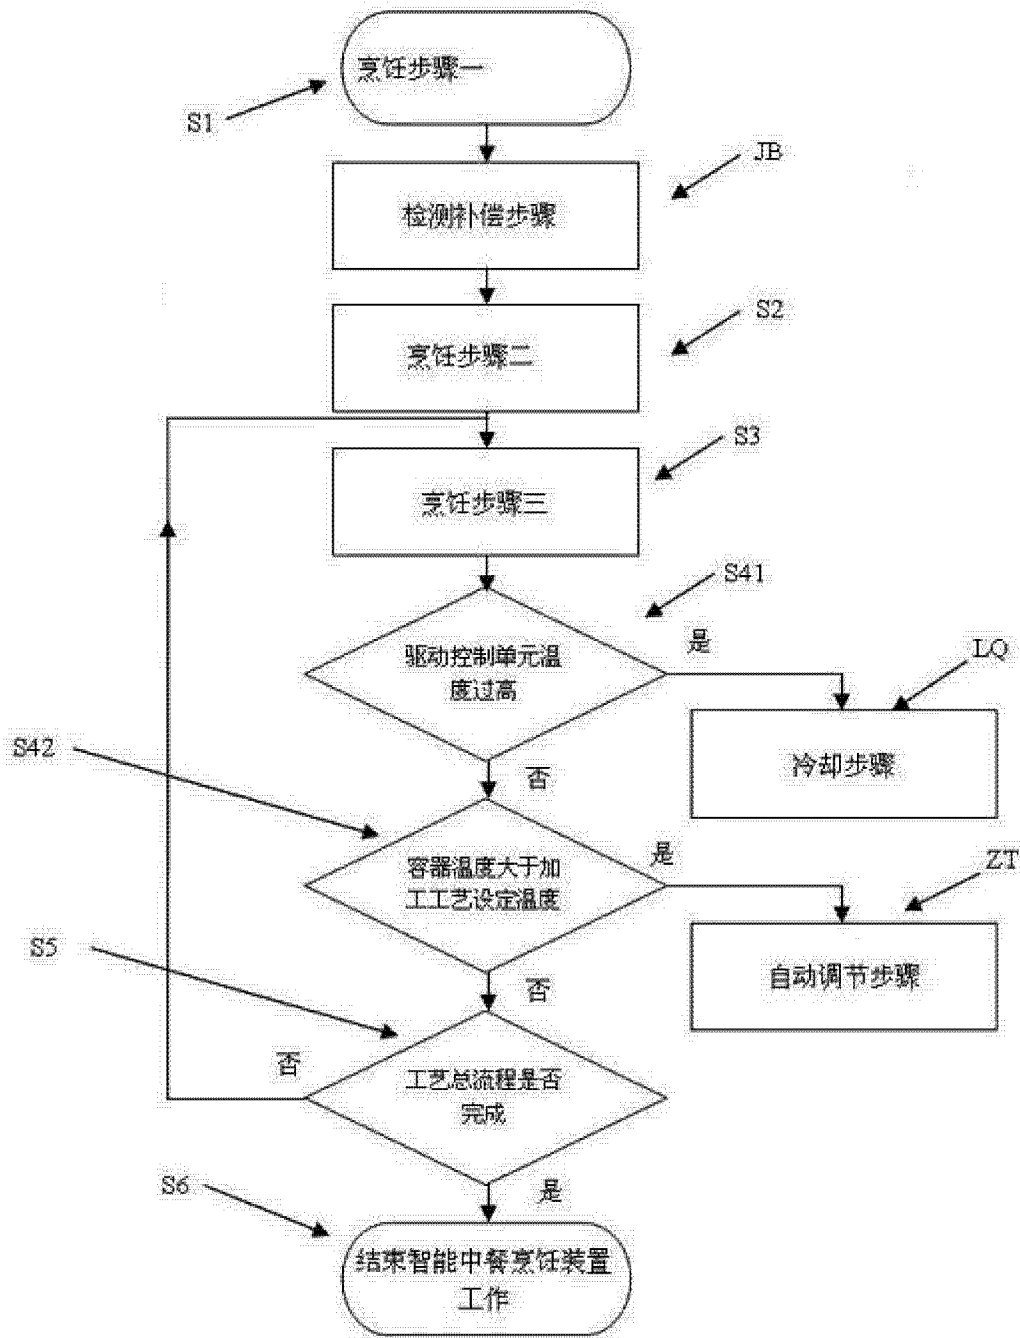 烹饪步骤一
S1
JB
检测补偿步骤
S2
烹饪步骤二
S3
烹饪步骤三
S41
是
驱动控制单元温
度过高
LQ
冷却步骤
S42
否
容器温度大于加
工工艺设定温度
是
ZT
自动调节步骤
S5
否
否
工艺总流程是否
完成
是
S6
结束智能中餐烹饪装置
工作